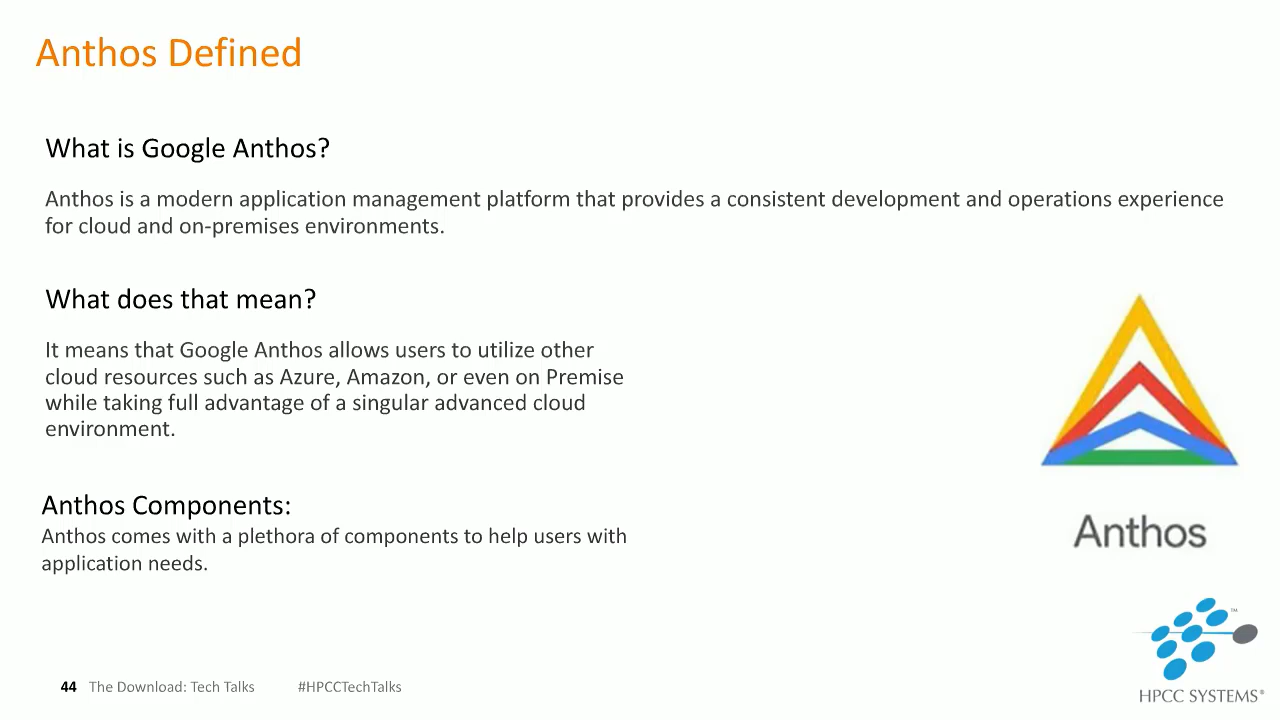 Anthos Defined
What is Google Anthos?
Anthos is a modern application management platform that provides a consistent development and operations experience
for cloud and on-premises environments.
What does that mean?
It means that Google Anthos allows users to utilize other
cloud resources such as Azure, Amazon, or even on Premise
while taking full advantage of a singular advanced cloud
environment.
Anthos Components:
Anthos comes with a plethora of components to help users with
application needs.
Anthos
™
HPCC SYSTEMS®
44 The Download: Tech Talks #HPCCTechTalks